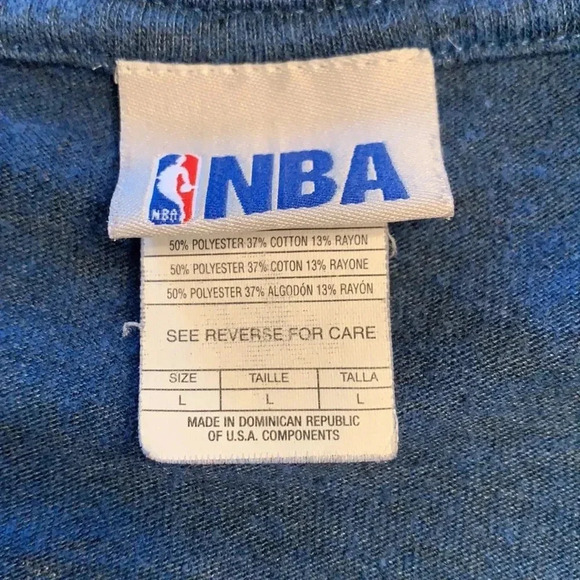 NBA NBA
50% POLYESTER 37% COTTON 13% RAYON
50% POLYESTER 37% COTON 13% RAYONE
50% POLYESTER 37% ALGODÓN 13% RAYÓN
SEE REVERSE FOR CARE
SIZE TAILLE TALLA
L L L
MADE IN DOMINICAN REPUBLIC
OF U.S.A. COMPONENTS